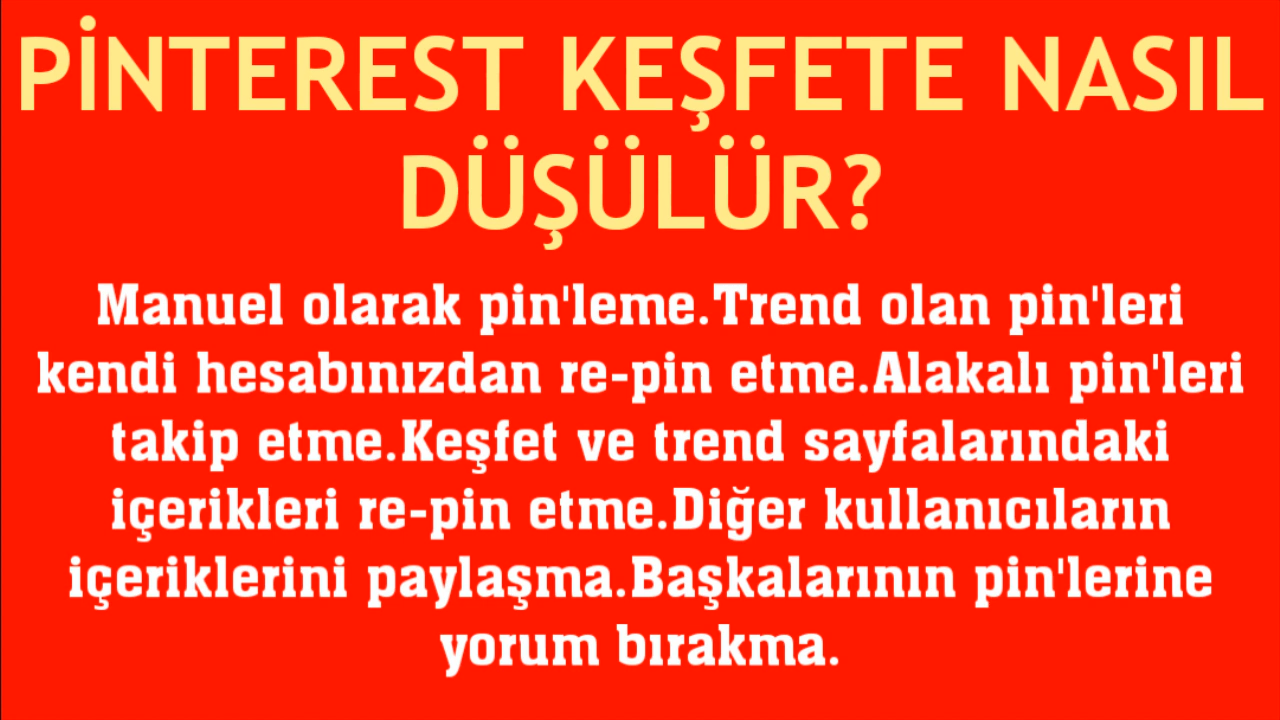 PİNTEREST KEŞFETE NASIL
DÜŞÜLÜR?
Manuel olarak pin'leme.Trend olan pin'leri
kendi hesabınızdan re-pin etme.Alakalı pin'leri
takip etme.Keşfet ve trend sayfalarındaki
içerikleri re-pin etme.Diğer kullanıcıların
içeriklerini paylaşma.Başkalarının pin'lerine
yorum bırakma.